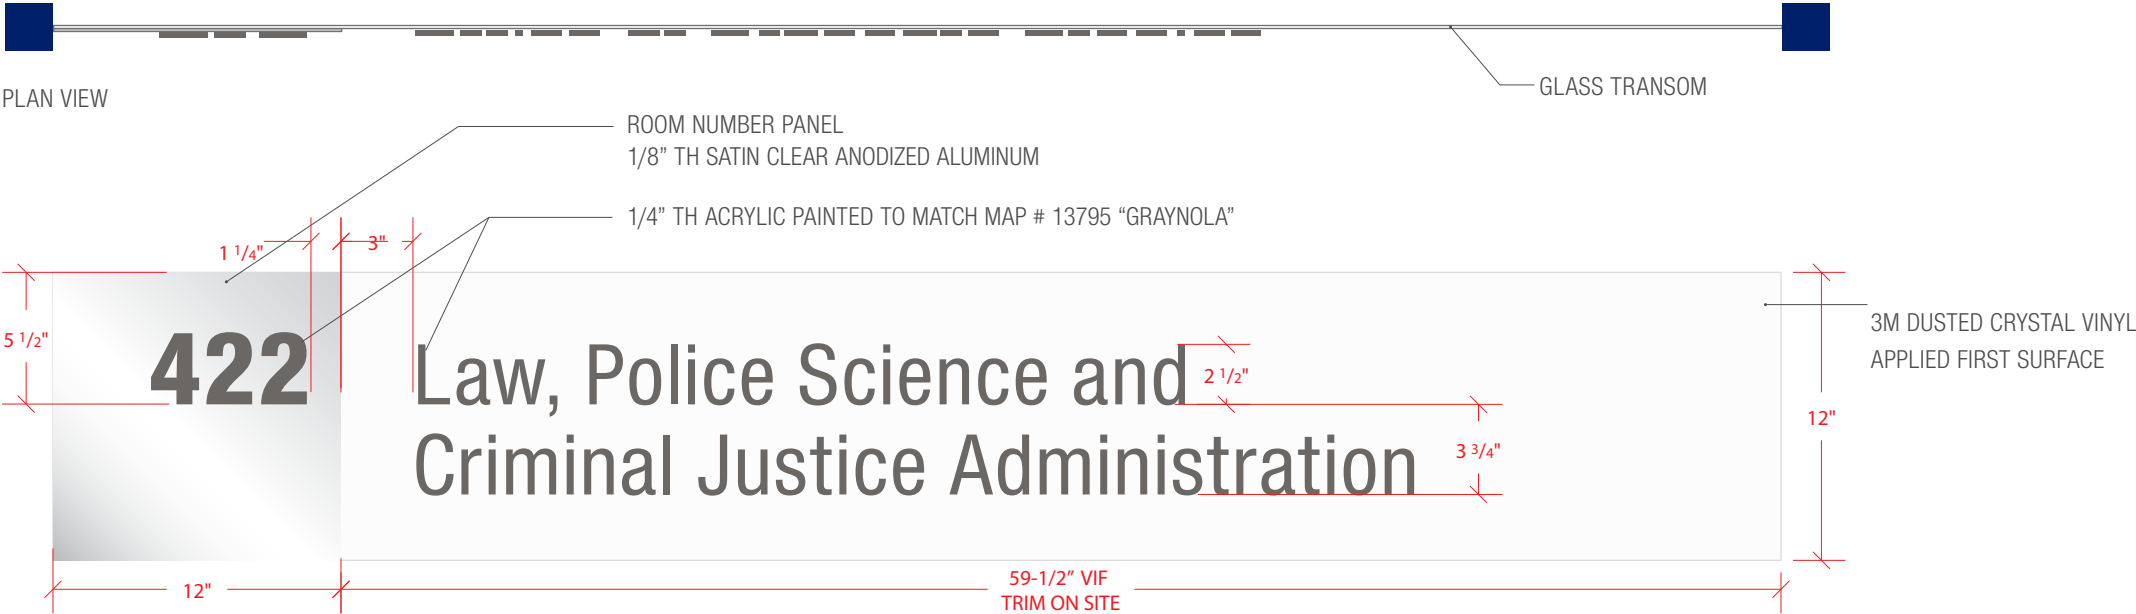 PLAN VIEW
GLASS TRANSOM
ROOM NUMBER PANEL
1/8” TH SATIN CLEAR ANODIZED ALUMINUM
1/4” TH ACRYLIC PAINTED TO MATCH MAP # 13795 “GRAYNOLA”
1 1/4"
3"
5 1/2"
422
Law, Police Science and
Criminal Justice Administration
2 1/2"
3 3/4"
12"
3M DUSTED CRYSTAL VINYL
APPLIED FIRST SURFACE
12"
59-1/2” VIF
TRIM ON SITE